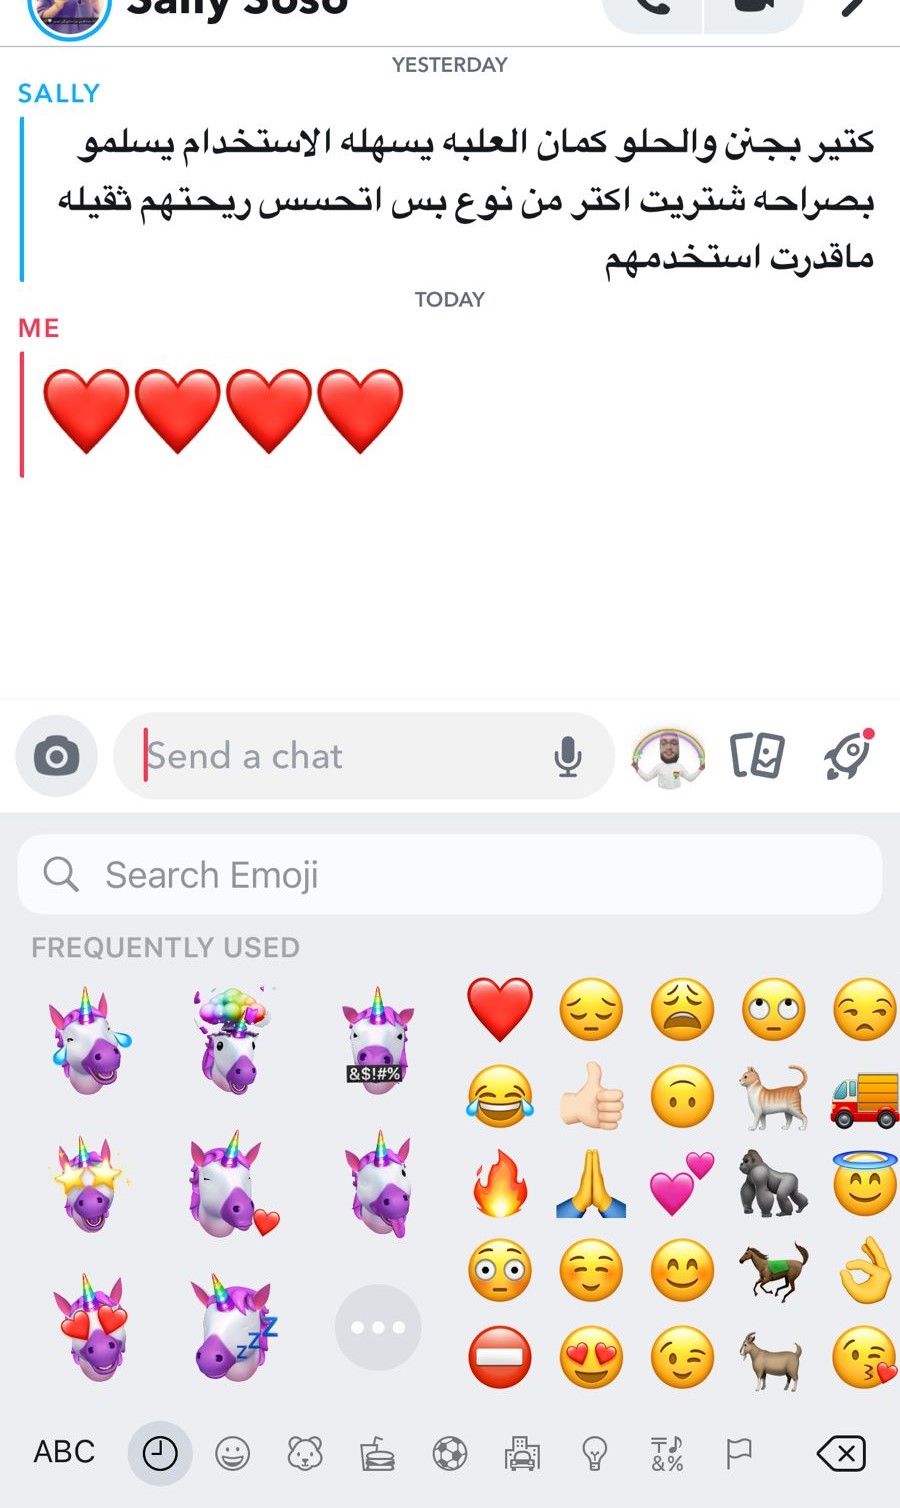 Sally Soso
YESTERDAY
SALLY
كتير بجنن والحلو كمان العلبه يسهله الاستخدام يسلمو
بصراحه شتريت اكتر من نوع بس اتحسس ريحتهم ثقيله
ماقدرت استخدمهم
TODAY
ME
Send a chat
Search Emoji
FREQUENTLY USED
&$!#%
ABC